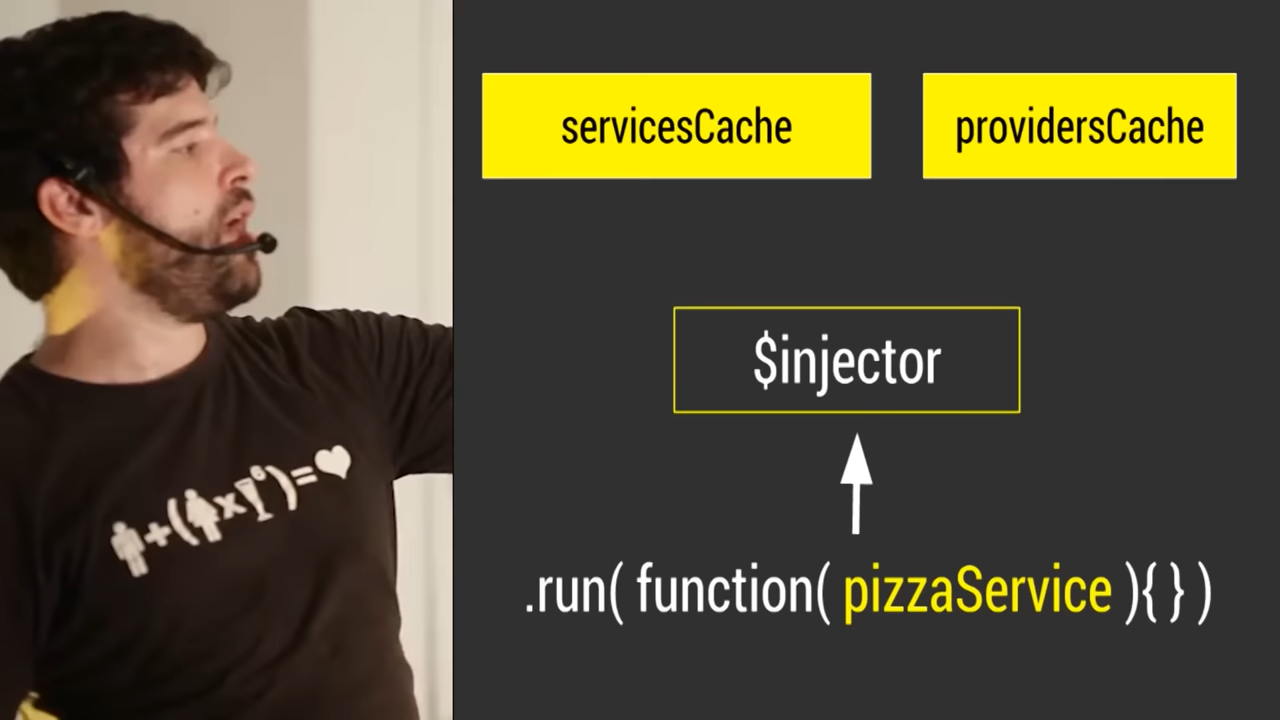 servicesCache
providersCache
$injector
.run( function( pizzaService ){ } )
+( x )=